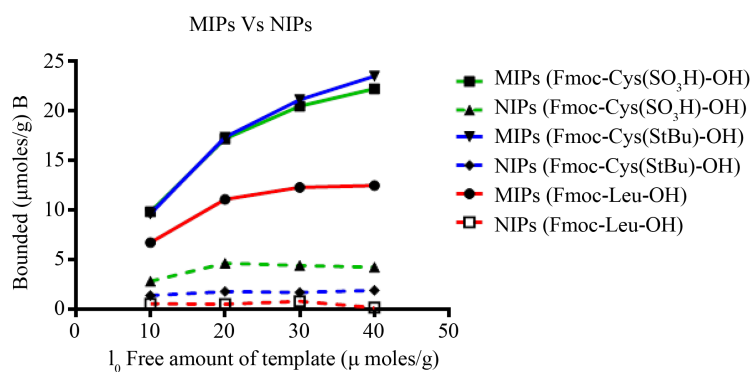 MIPs Vs NIPs
25
20
15
10
5
0
Bounded (μmoles/g) B
0 10 20 30 40 50
l₀ Free amount of template (μ moles/g)
MIPs (Fmoc-Cys(SO₃H)-OH)
NIPs (Fmoc-Cys(SO₃H)-OH)
MIPs (Fmoc-Cys(StBu)-OH)
NIPs (Fmoc-Cys(StBu)-OH)
MIPs (Fmoc-Leu-OH)
NIPs (Fmoc-Leu-OH)